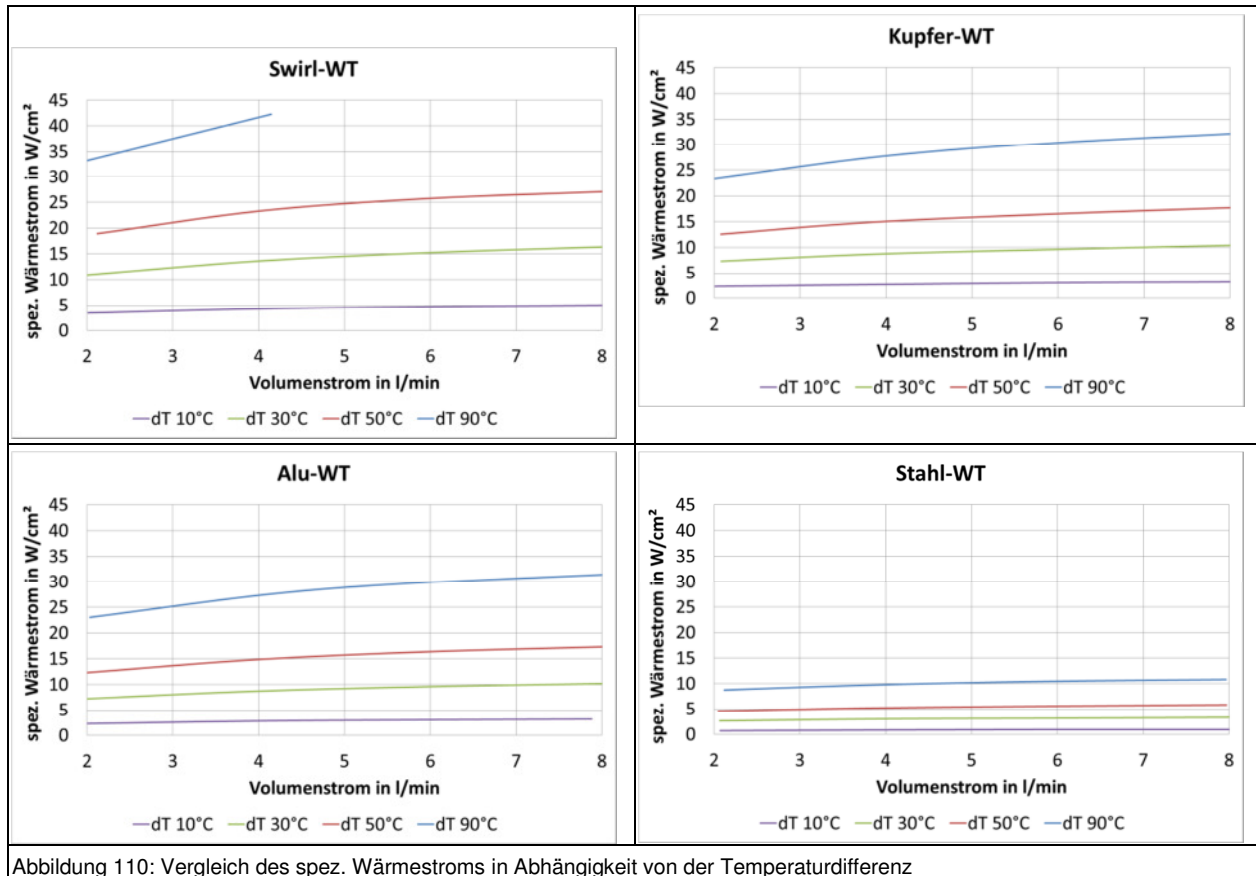 Swirl-WT
spez. Wärmestrom in W/cm²
45
40
35
30
25
20
15
10
5
0
2 3 4 5 6 7 8
Volumenstrom in l/min
dT 10°C dT 30°C dT 50°C dT 90°C
Kupfer-WT
spez. Wärmestrom in W/cm²
45
40
35
30
25
20
15
10
5
0
2 3 4 5 6 7 8
Volumenstrom in l/min
dT 10°C dT 30°C dT 50°C dT 90°C
Alu-WT
spez. Wärmestrom in W/cm²
45
40
35
30
25
20
15
10
5
0
2 3 4 5 6 7 8
Volumenstrom in l/min
dT 10°C dT 30°C dT 50°C dT 90°C
Stahl-WT
spez. Wärmestrom in W/cm²
45
40
35
30
25
20
15
10
5
0
2 3 4 5 6 7 8
Volumenstrom in l/min
dT 10°C dT 30°C dT 50°C dT 90°C
Abbildung 110: Vergleich des spez. Wärmestroms in Abhängigkeit von der Temperaturdifferenz